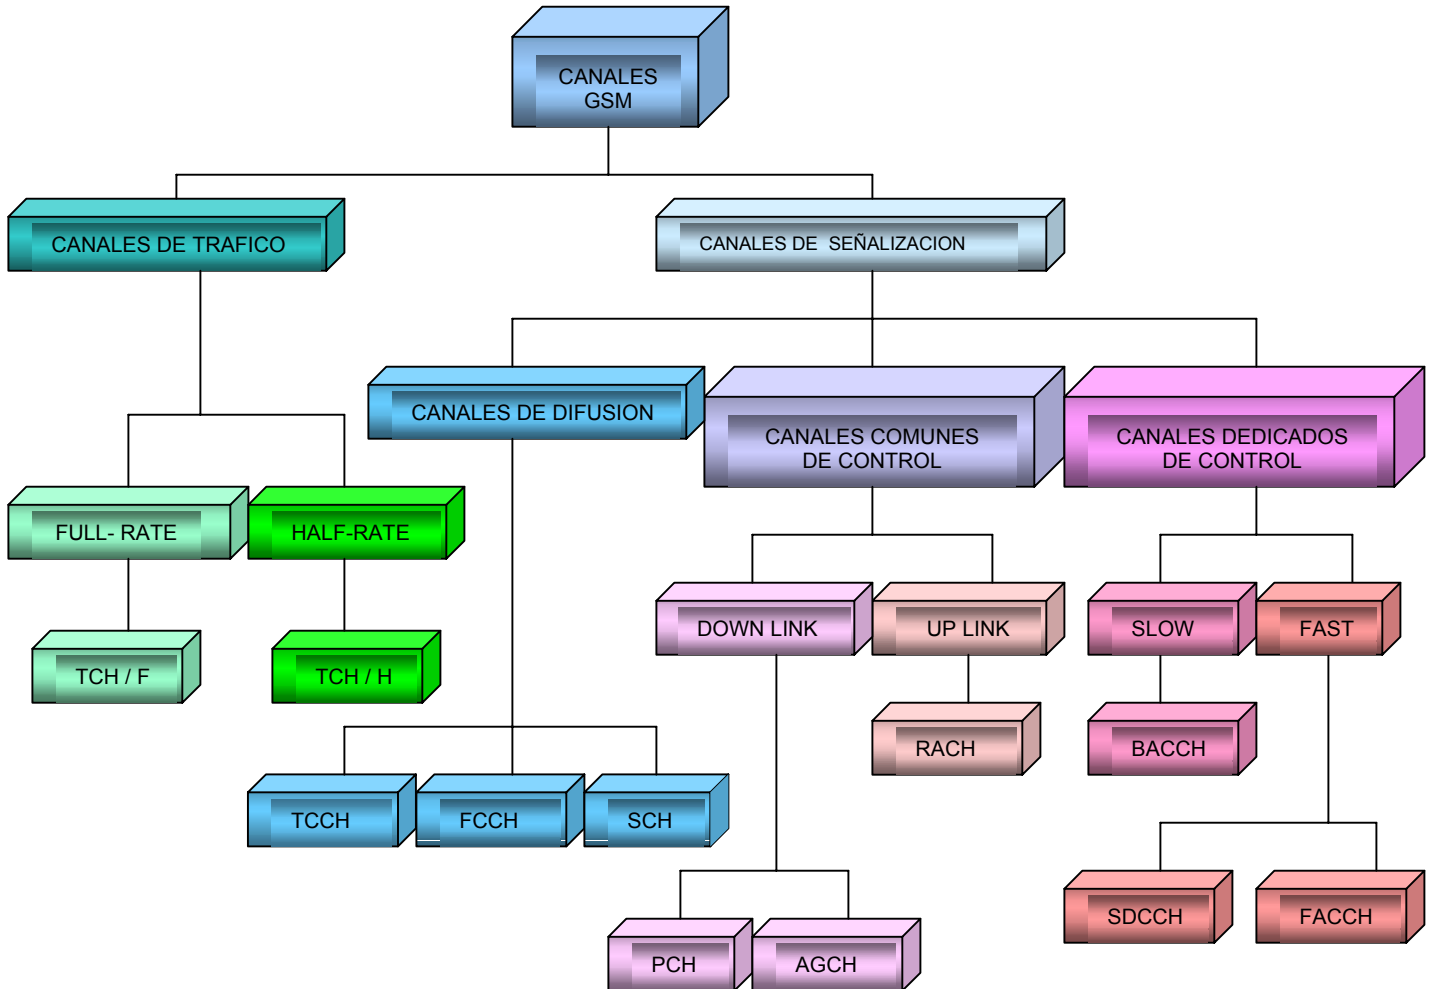 CANALES
GSM
CANALES DE TRAFICO
CANALES DE SEÑALIZACION
CANALES DE DIFUSION
CANALES COMUNES
DE CONTROL
CANALES DEDICADOS
DE CONTROL
FULL- RATE
HALF-RATE
DOWN LINK
UP LINK
SLOW
FAST
TCH / F
TCH / H
RACH
BACCH
TCCH
FCCH
SCH
SDCCH
FACCH
PCH
AGCH